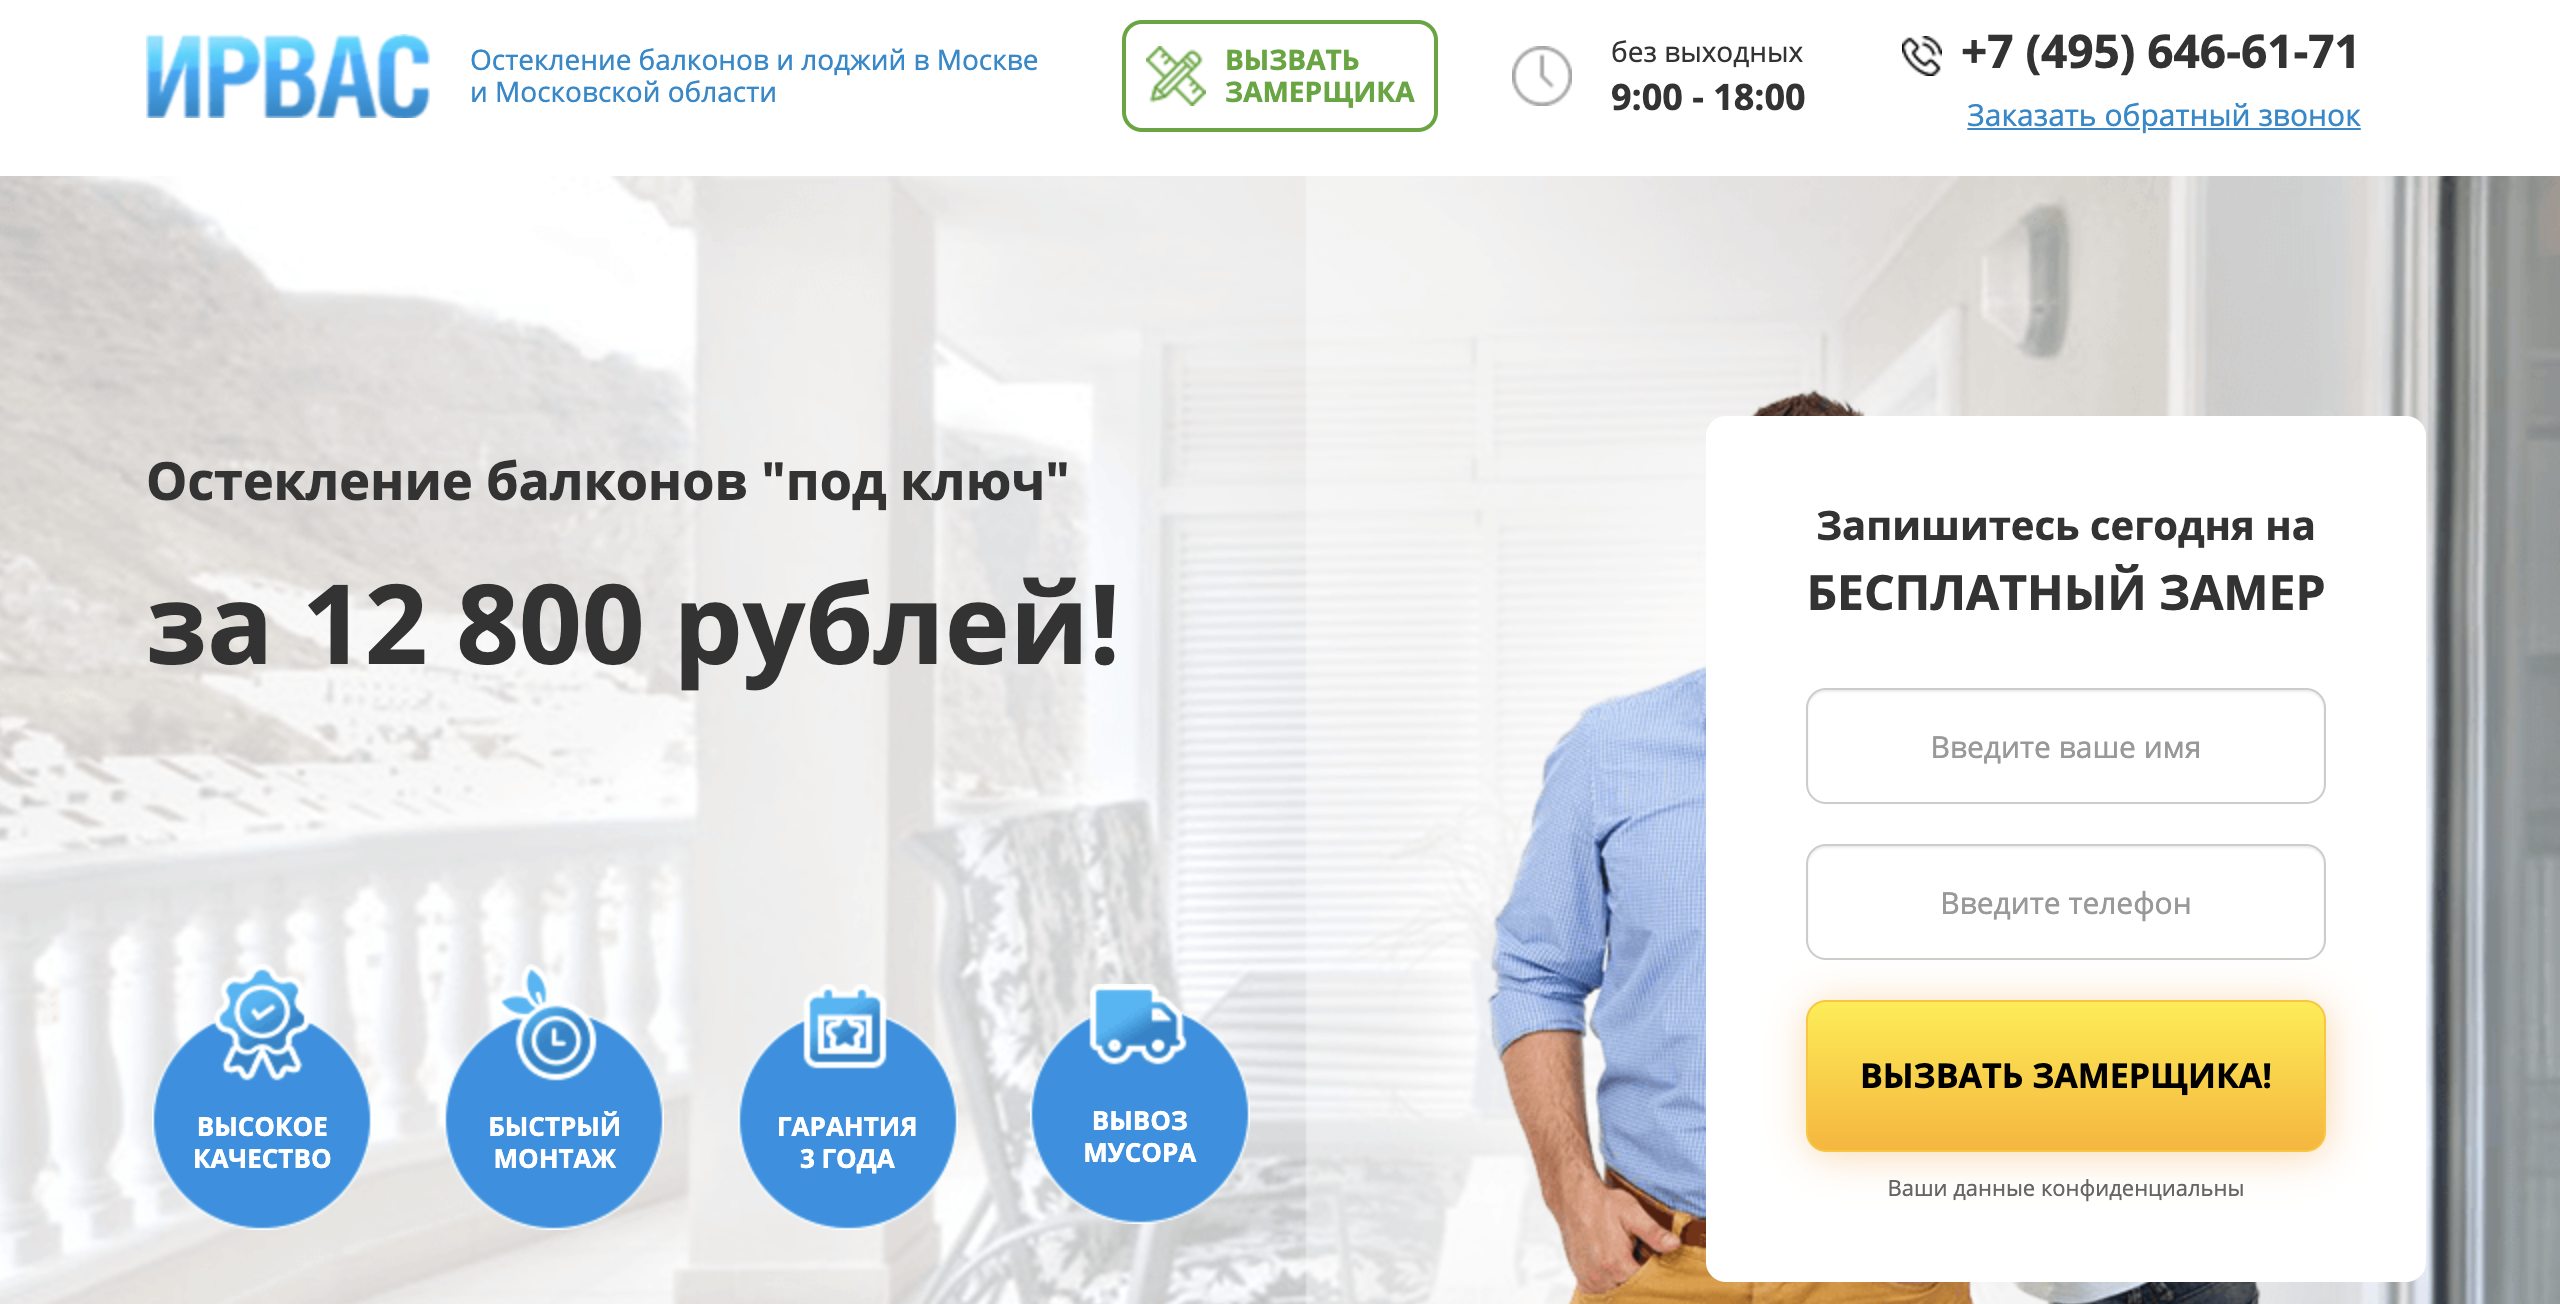 ИРВАС
Остекление балконов и лоджий в Москве
и Московской области
ВЫЗВАТЬ
ЗАМЕРЩИКА
без выходных
9:00 - 18:00
+7 (495) 646-61-71
Заказать обратный звонок
Остекление балконов "под ключ"
за 12 800 рублей!
ВЫСОКОЕ
КАЧЕСТВО
БЫСТРЫЙ
МОНТАЖ
ГАРАНТИЯ
3 ГОДА
ВЫВОЗ
МУСОРА
Запишитесь сегодня на
БЕСПЛАТНЫЙ ЗАМЕР
Введите ваше имя
Введите телефон
ВЫЗВАТЬ ЗАМЕРЩИКА!
Ваши данные конфиденциальны